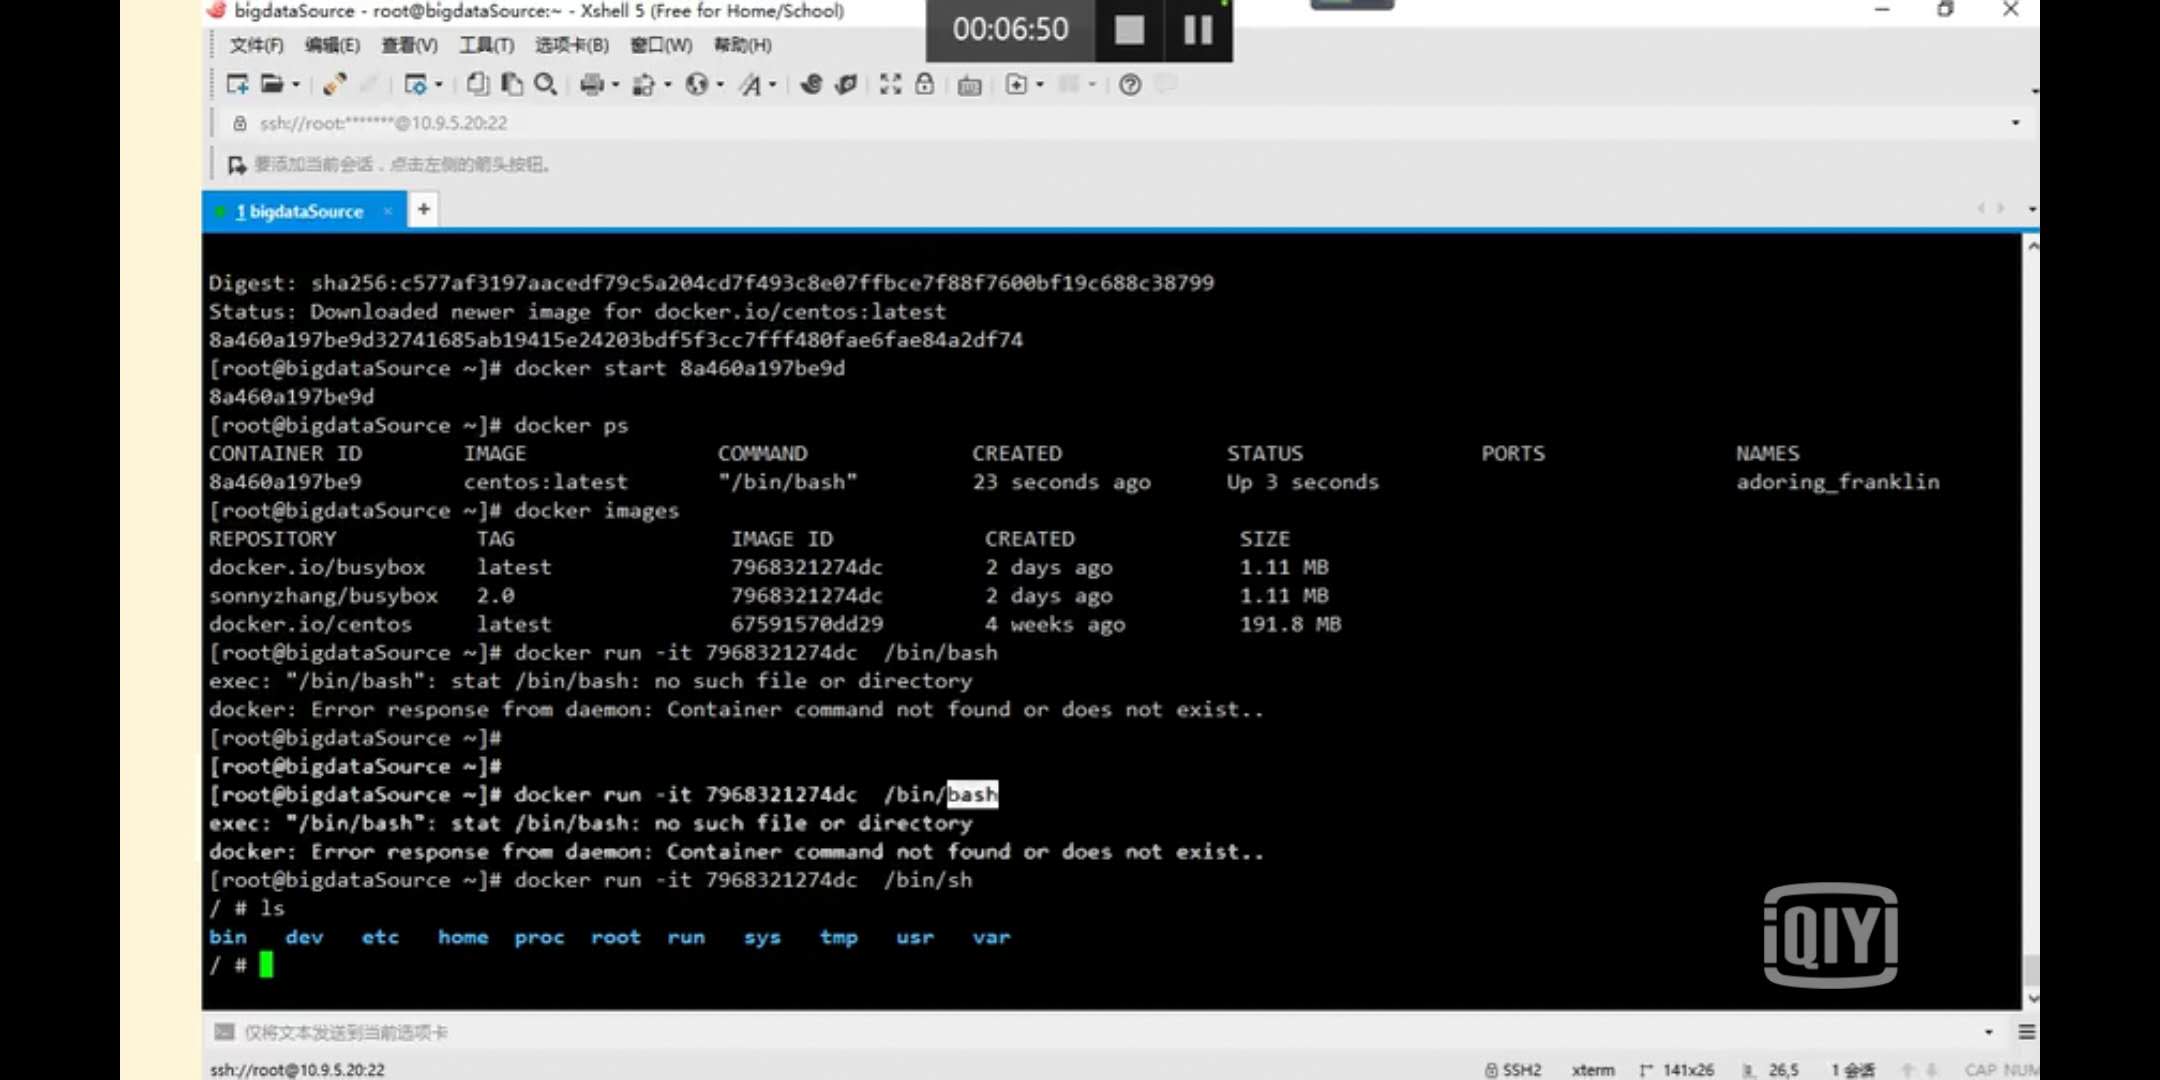 bigdataSource - root@bigdataSource:~ - Xshell 5 (Free for Home/School)
00:06:50
文件(F) 编辑(E) 查看(V) 工具(T) 选项卡(B) 窗口(W) 帮助(H)
ssh://root:*******@10.9.5.20:22
要添加当前会话，点击左侧的箭头按钮。
1 bigdataSource × +
Digest: sha256:c577af3197aacedf79c5a204cd7f493c8e07ffbce7f88f7600bf19c688c38799
Status: Downloaded newer image for docker.io/centos:latest
8a460a197be9d32741685ab19415e24203bdf5f3cc7fff480fae6fae84a2df74
[root@bigdataSource ~]# docker start 8a460a197be9d
8a460a197be9d
[root@bigdataSource ~]# docker ps
CONTAINER ID IMAGE COMMAND CREATED STATUS PORTS NAMES
8a460a197be9 centos:latest "/bin/bash" 23 seconds ago Up 3 seconds adoring_franklin
[root@bigdataSource ~]# docker images
REPOSITORY TAG IMAGE ID CREATED SIZE
docker.io/busybox latest 7968321274dc 2 days ago 1.11 MB
sonnyzhang/busybox 2.0 7968321274dc 2 days ago 1.11 MB
docker.io/centos latest 67591570dd29 4 weeks ago 191.8 MB
[root@bigdataSource ~]# docker run -it 7968321274dc /bin/bash
exec: "/bin/bash": stat /bin/bash: no such file or directory
docker: Error response from daemon: Container command not found or does not exist..
[root@bigdataSource ~]#
[root@bigdataSource ~]#
[root@bigdataSource ~]# docker run -it 7968321274dc /bin/bash
exec: "/bin/bash": stat /bin/bash: no such file or directory
docker: Error response from daemon: Container command not found or does not exist..
[root@bigdataSource ~]# docker run -it 7968321274dc /bin/sh
/ # ls
bin dev etc home proc root run sys tmp usr var
/ #
iQIYI
仅将文本发送到当前选项卡
ssh://root@10.9.5.20:22 SSH2 xterm 141x26 26,5 1 会话 CAP NUM